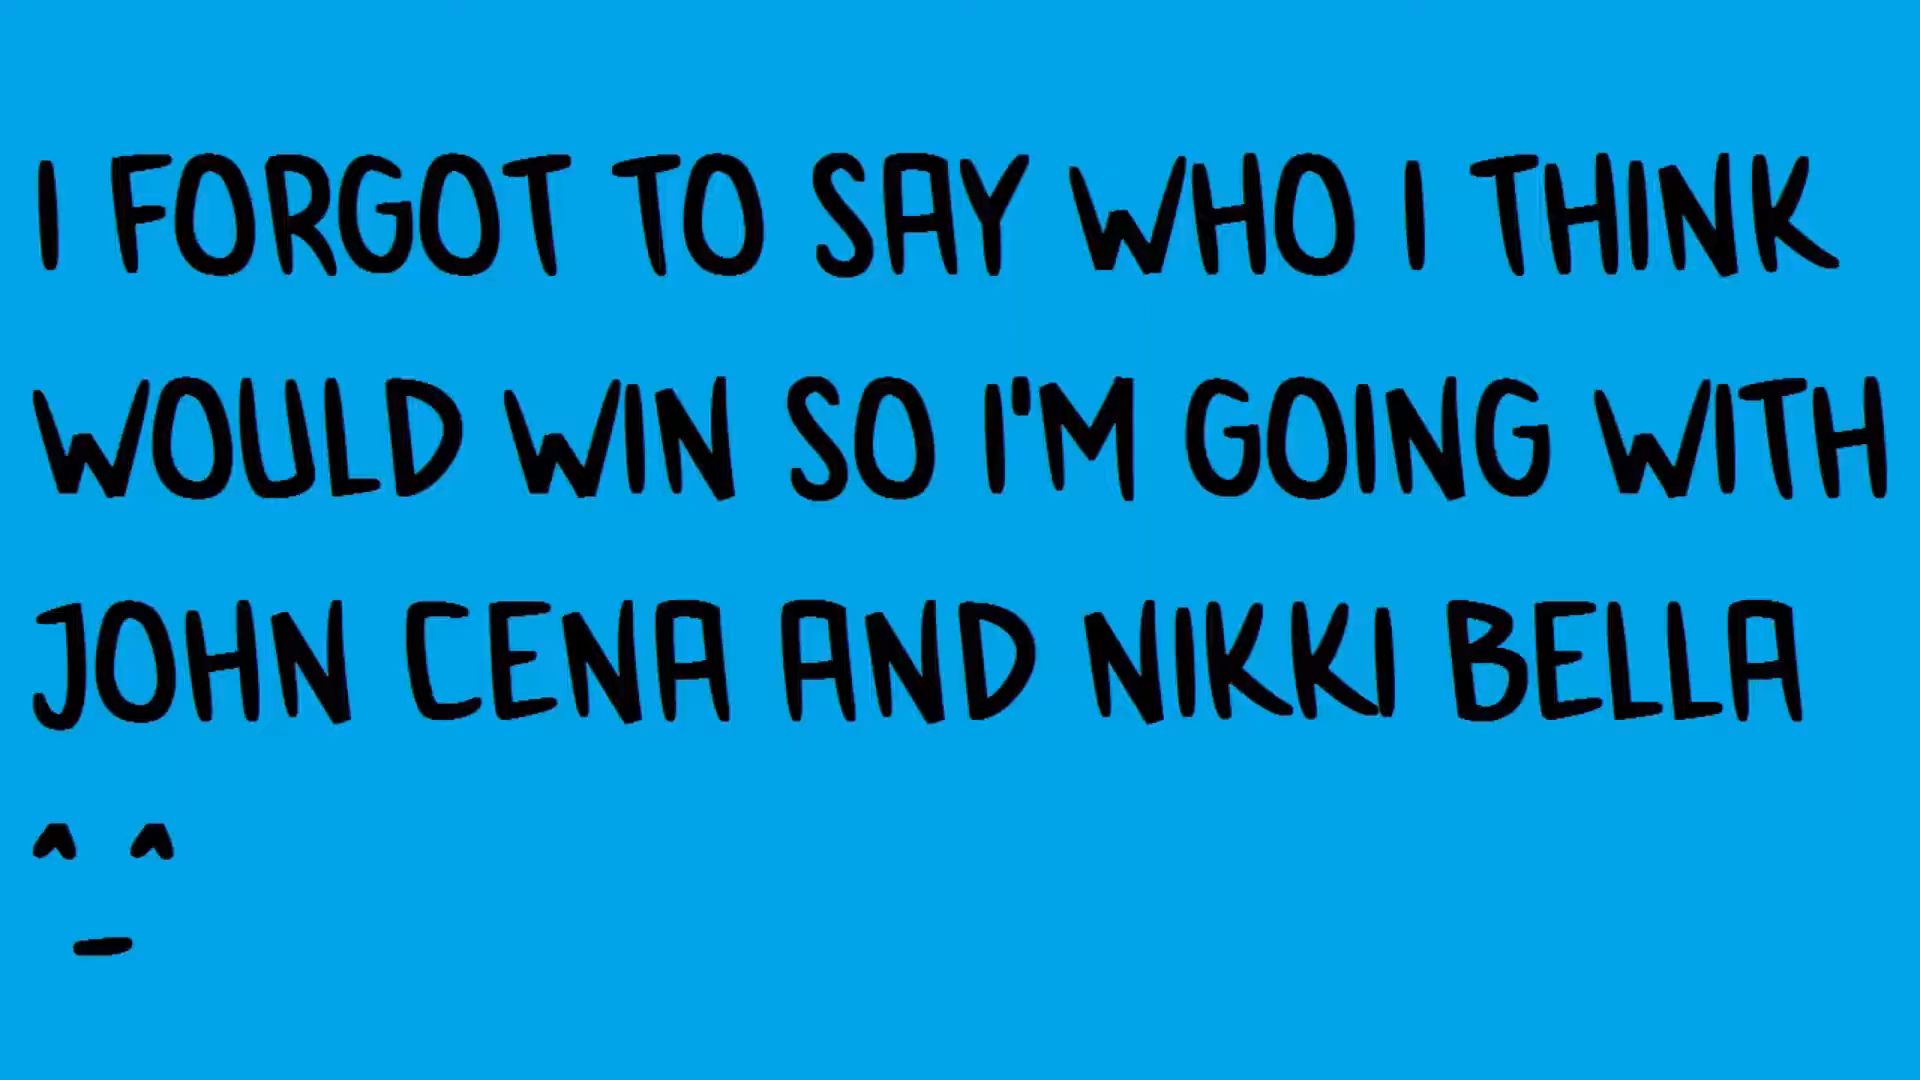 I FORGOT TO SAY WHO I THINK
WOULD WIN SO I'M GOING WITH
JOHN CENA AND NIKKI BELLA
^_^